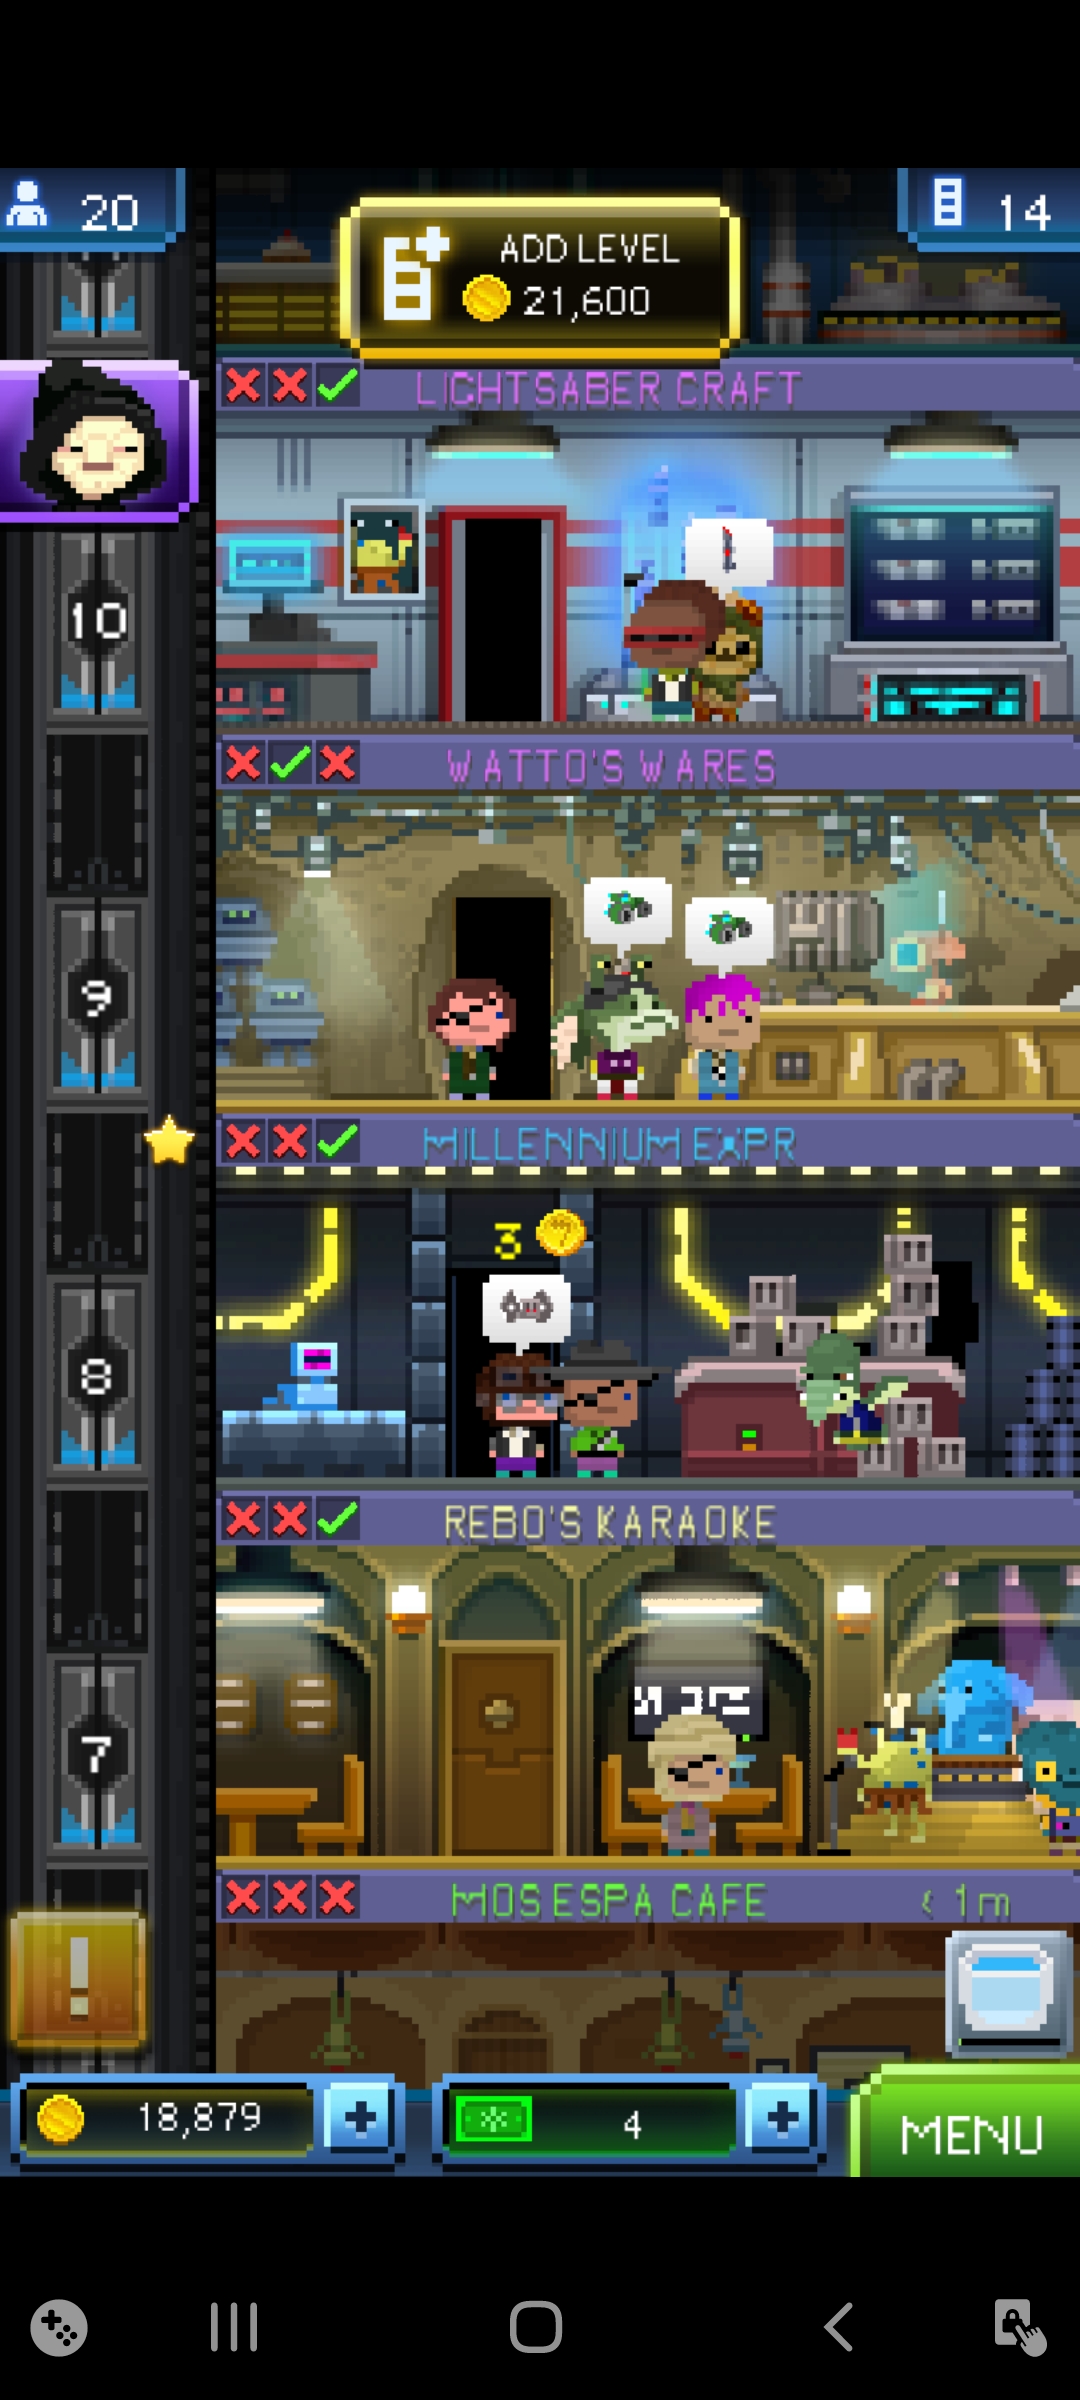 20
14
ADD LEVEL
21,600
LIGHTSABER CRAFT
10
WATTO'S WARES
9
MILLENNIUM EXPR
3
8
REBO'S KARAOKE
7
MOS ESPA CAFE
< 1m
!
18,879
+
4
+
MENU